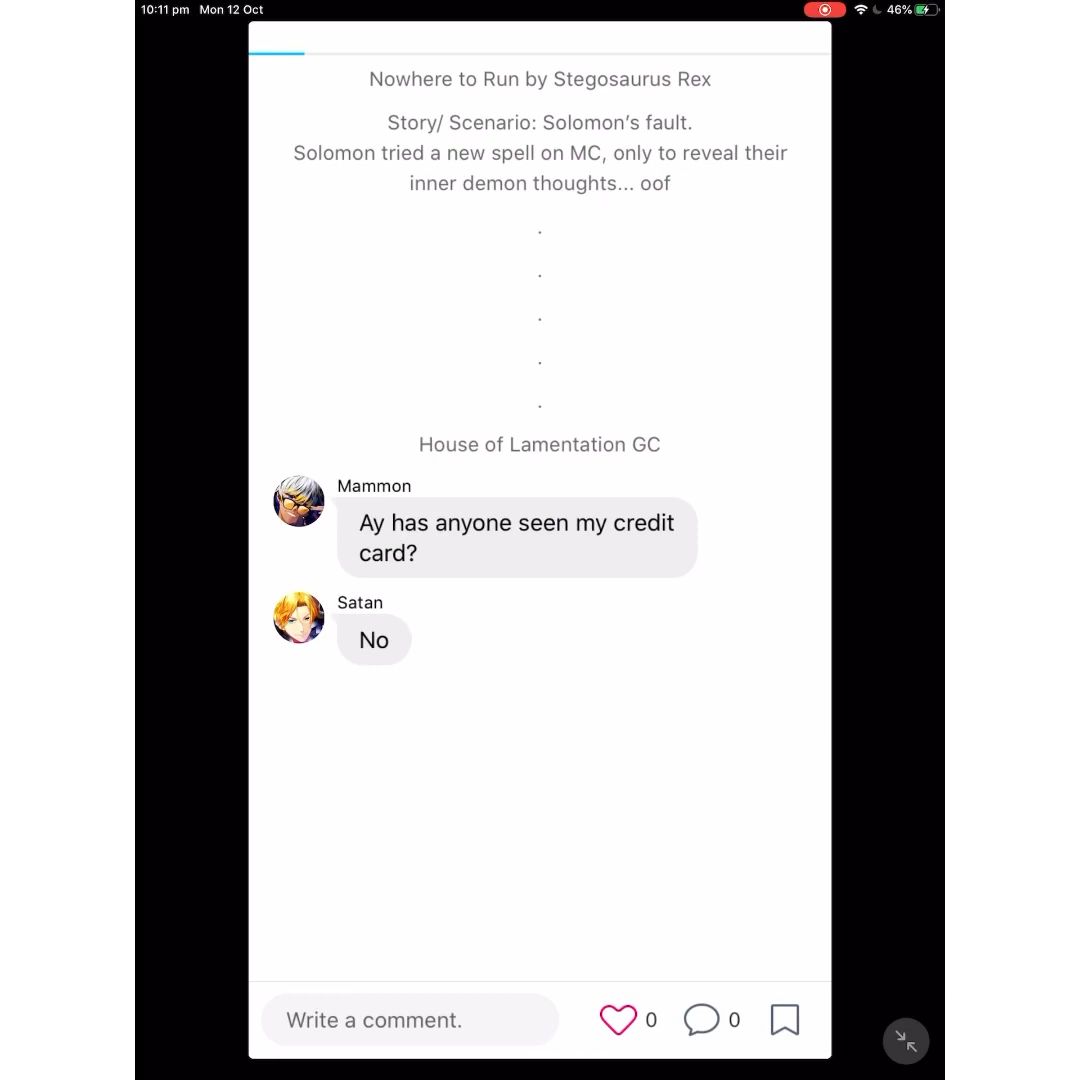 10:11 pm Mon 12 Oct
46%
Nowhere to Run by Stegosaurus Rex
Story/ Scenario: Solomon’s fault.
Solomon tried a new spell on MC, only to reveal their
inner demon thoughts... oof
.
.
.
.
.
House of Lamentation GC
Mammon
Ay has anyone seen my credit
card?
Satan
No
Write a comment.
0
0